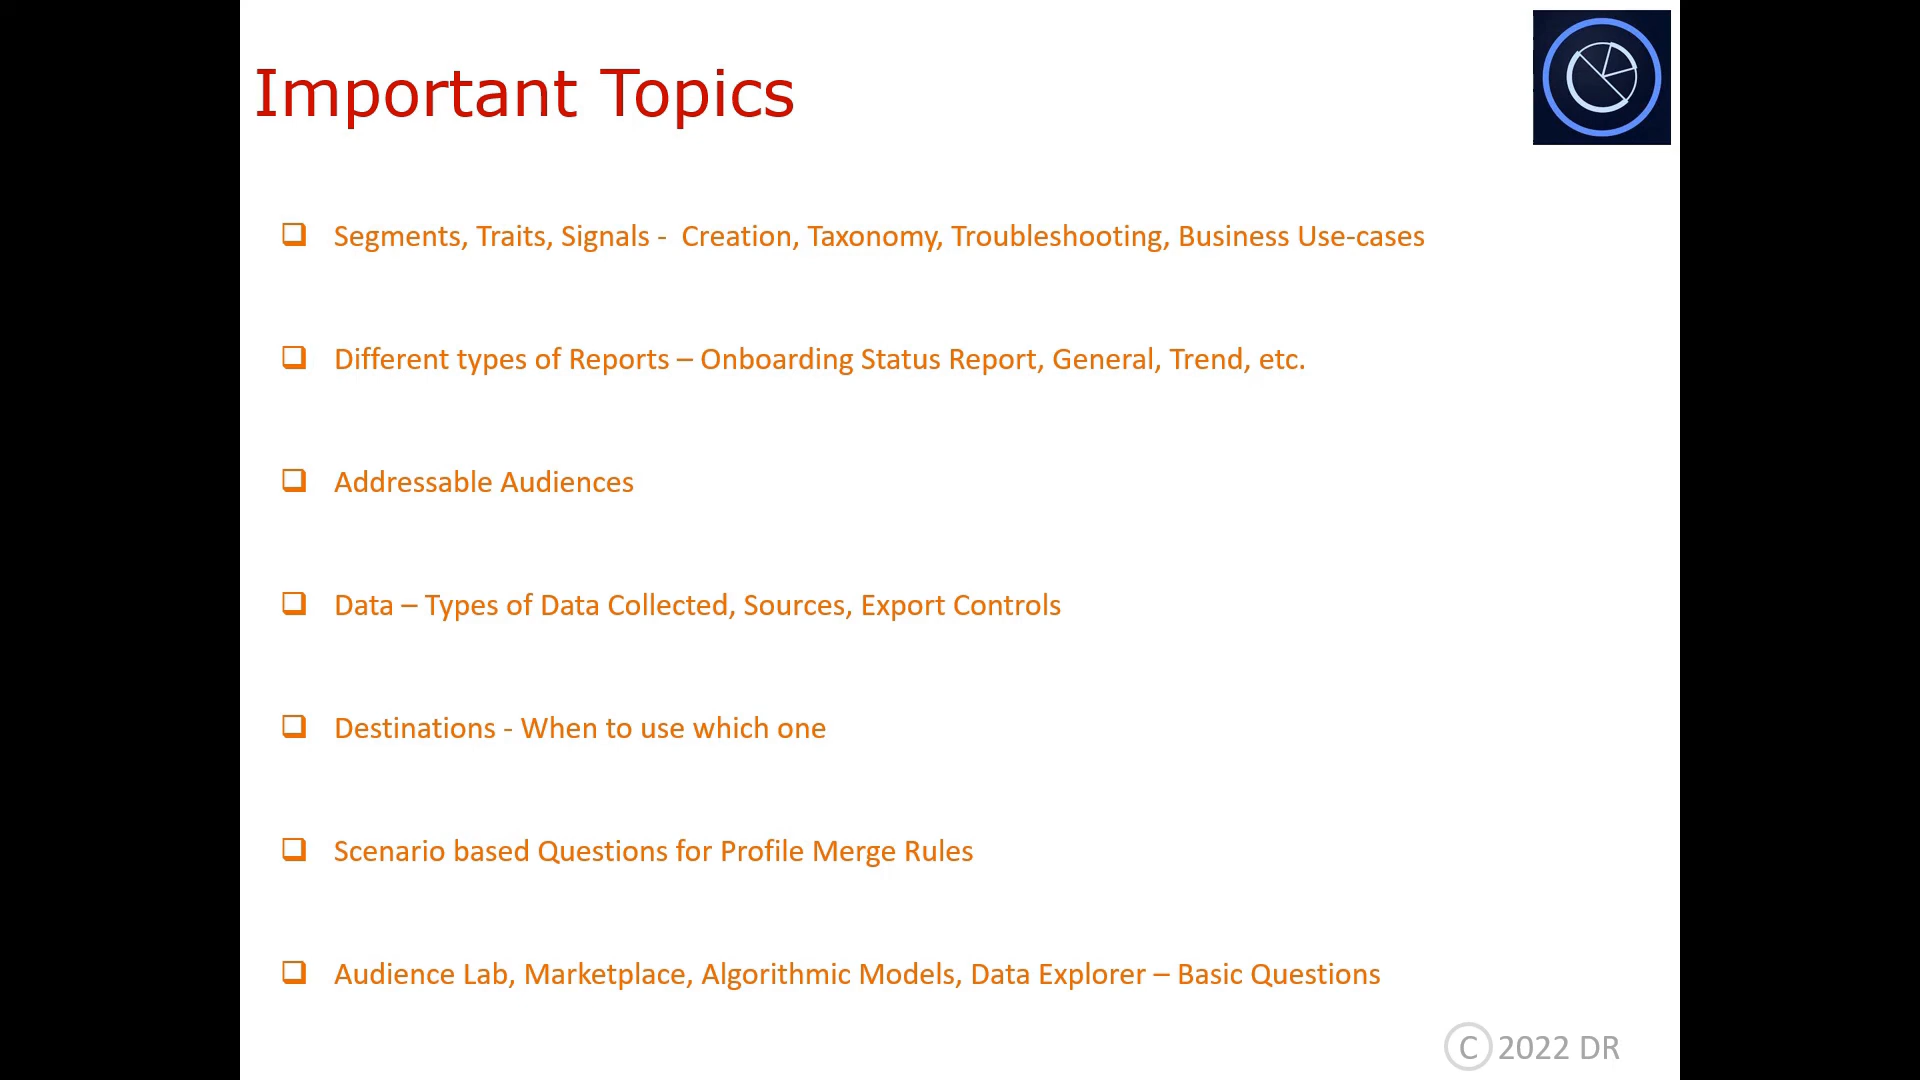 Important Topics
Segments, Traits, Signals -  Creation, Taxonomy, Troubleshooting, Business Use-cases
Different types of Reports – Onboarding Status Report, General, Trend, etc.
Addressable Audiences
Data – Types of Data Collected, Sources, Export Controls
Destinations - When to use which one
Scenario based Questions for Profile Merge Rules
Audience Lab, Marketplace, Algorithmic Models, Data Explorer – Basic Questions
© 2022 DR